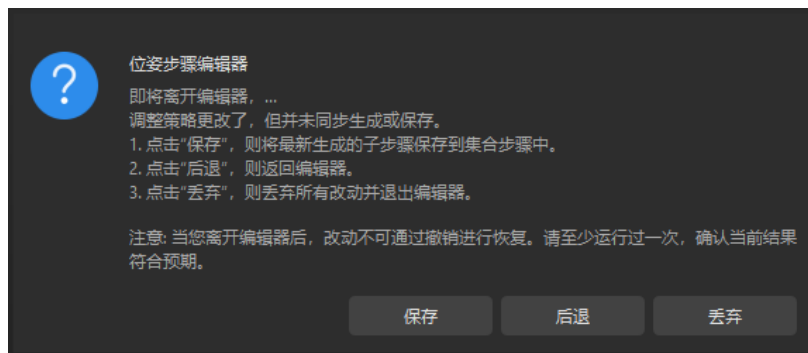 位姿步骤编辑器
即将离开编辑器，...
调整策略更改了，但并未同步生成或保存。
1. 点击“保存”，则将最新生成的子步骤保存到集合步骤中。
2. 点击“后退”，则返回编辑器。
3. 点击“丢弃”，则丢弃所有改动并退出编辑器。
注意: 当您离开编辑器后，改动不可通过撤销进行恢复。请至少运行过一次，确认当前结果
符合预期。
保存 后退 丢弃